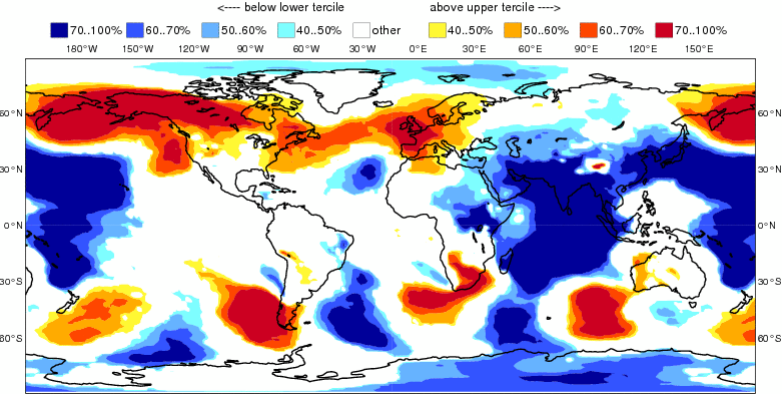 <---- below lower tercile above upper tercile ---->
70..100% 60..70% 50..60% 40..50% other 40..50% 50..60% 60..70% 70..100%
180°W 150°W 120°W 90°W 60°W 30°W 0°E 30°E 60°E 90°E 120°E 150°E
60°N 60°N
30°N 30°N
0°N 0°N
30°S 30°S
60°S 60°S